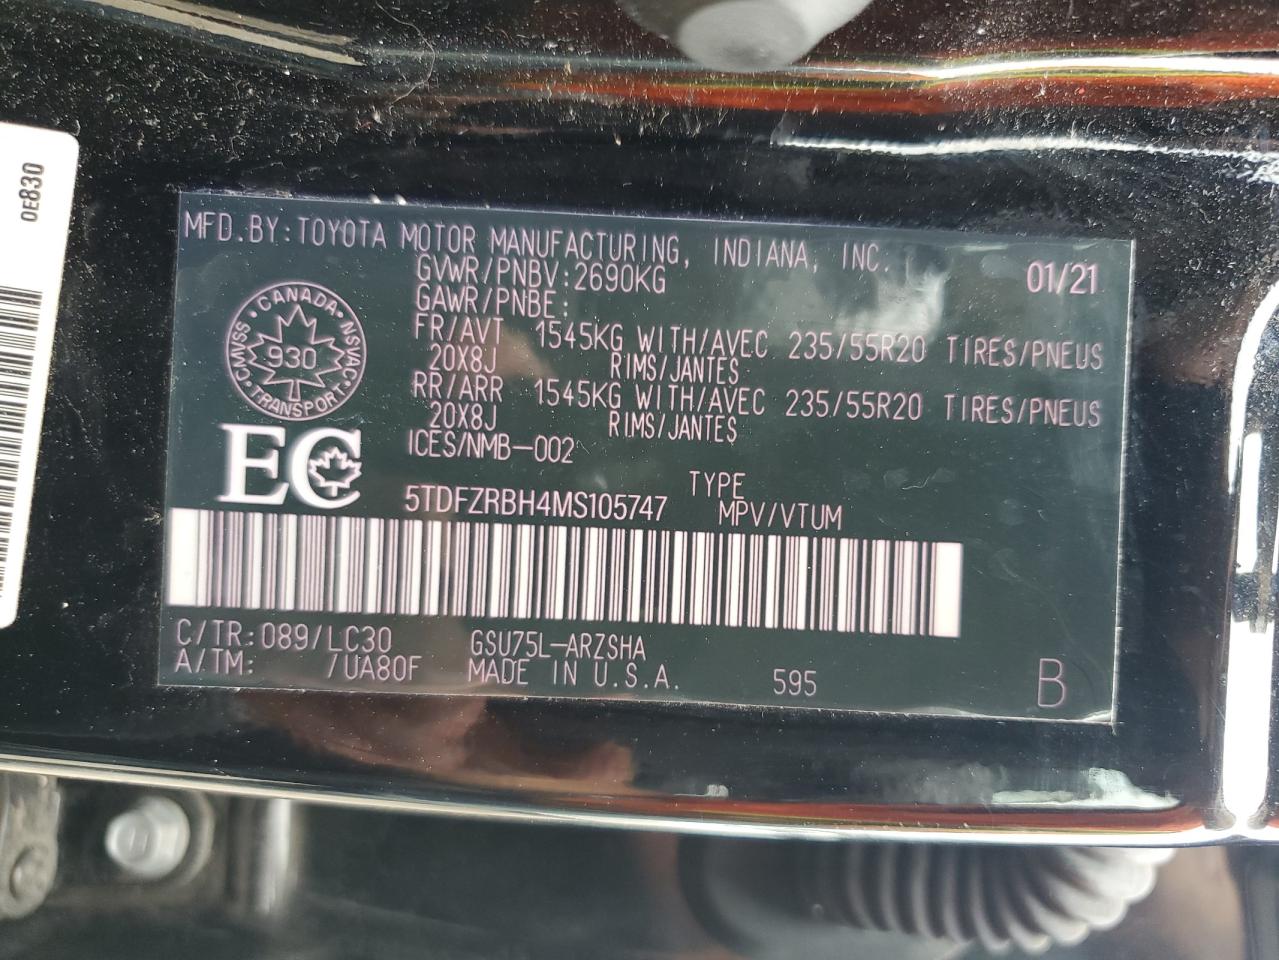 0E830
MFD.BY:TOYOTA MOTOR MANUFACTURING, INDIANA, INC.
GVWR/PNBV:2690KG 01/21
GAWR/PNBE:
FR/AVT 1545KG WITH/AVEC 235/55R20 TIRES/PNEUS
20X8J RIMS/JANTES
RR/ARR 1545KG WITH/AVEC 235/55R20 TIRES/PNEUS
20X8J RIMS/JANTES
ICES/NMB-002
CANADA
930
TRANSPORT
EC
5TDFZRBH4MS105747
TYPE
MPV/VTUM
C/TR:089/LC30 GSU75L-ARZSHA
A/TM: /UA80F MADE IN U.S.A. 595 B